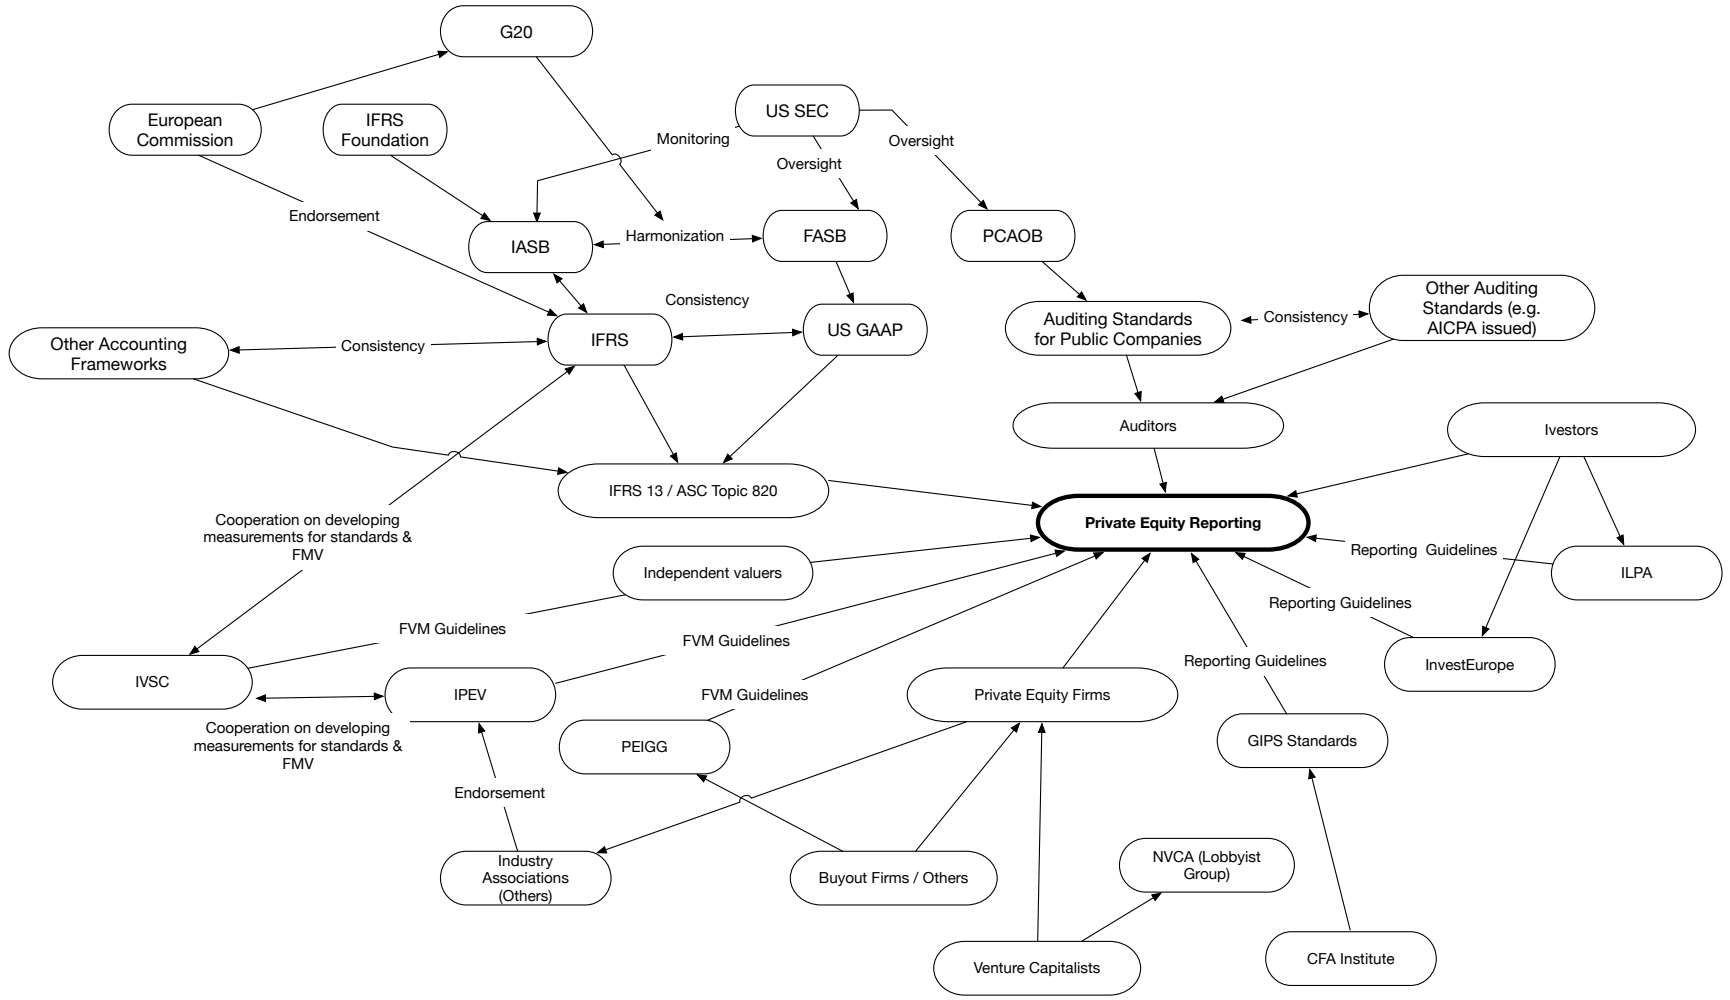 G20
US SEC
European
Commission
IFRS
Foundation
Monitoring
Oversight
Oversight
Endorsement
IASB
Harmonization
FASB
PCAOB
Consistency
Other Auditing
Standards (e.g.
AICPA issued)
Auditing Standards
for Public Companies
Consistency
Other Accounting
Frameworks
Consistency
IFRS
US GAAP
Auditors
Ivestors
IFRS 13 / ASC Topic 820
Private Equity Reporting
Cooperation on developing
measurements for standards &
FMV
Reporting Guidelines
Independent valuers
ILPA
Reporting Guidelines
FVM Guidelines
FVM Guidelines
Reporting Guidelines
InvestEurope
IVSC
IPEV
FVM Guidelines
Private Equity Firms
Cooperation on developing
measurements for standards &
FMV
PEIGG
GIPS Standards
Endorsement
Industry
Associations
(Others)
Buyout Firms / Others
NVCA (Lobbyist
Group)
Venture Capitalists
CFA Institute